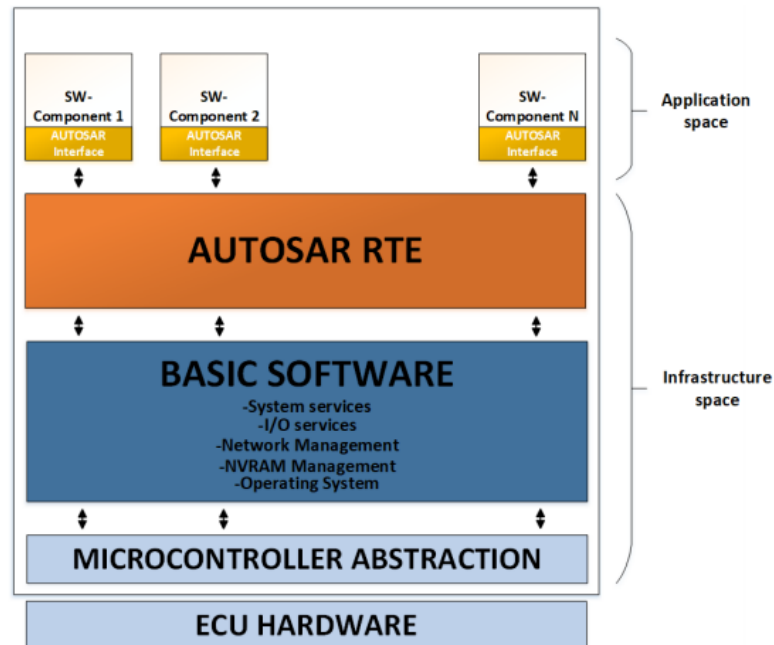 SW-
Component 1
AUTOSAR
Interface
SW-
Component 2
AUTOSAR
Interface
SW-
Component N
AUTOSAR
Interface
Application
space
AUTOSAR RTE
BASIC SOFTWARE
-System services
-I/O services
-Network Management
-NVRAM Management
-Operating System
Infrastructure
space
MICROCONTROLLER ABSTRACTION
ECU HARDWARE